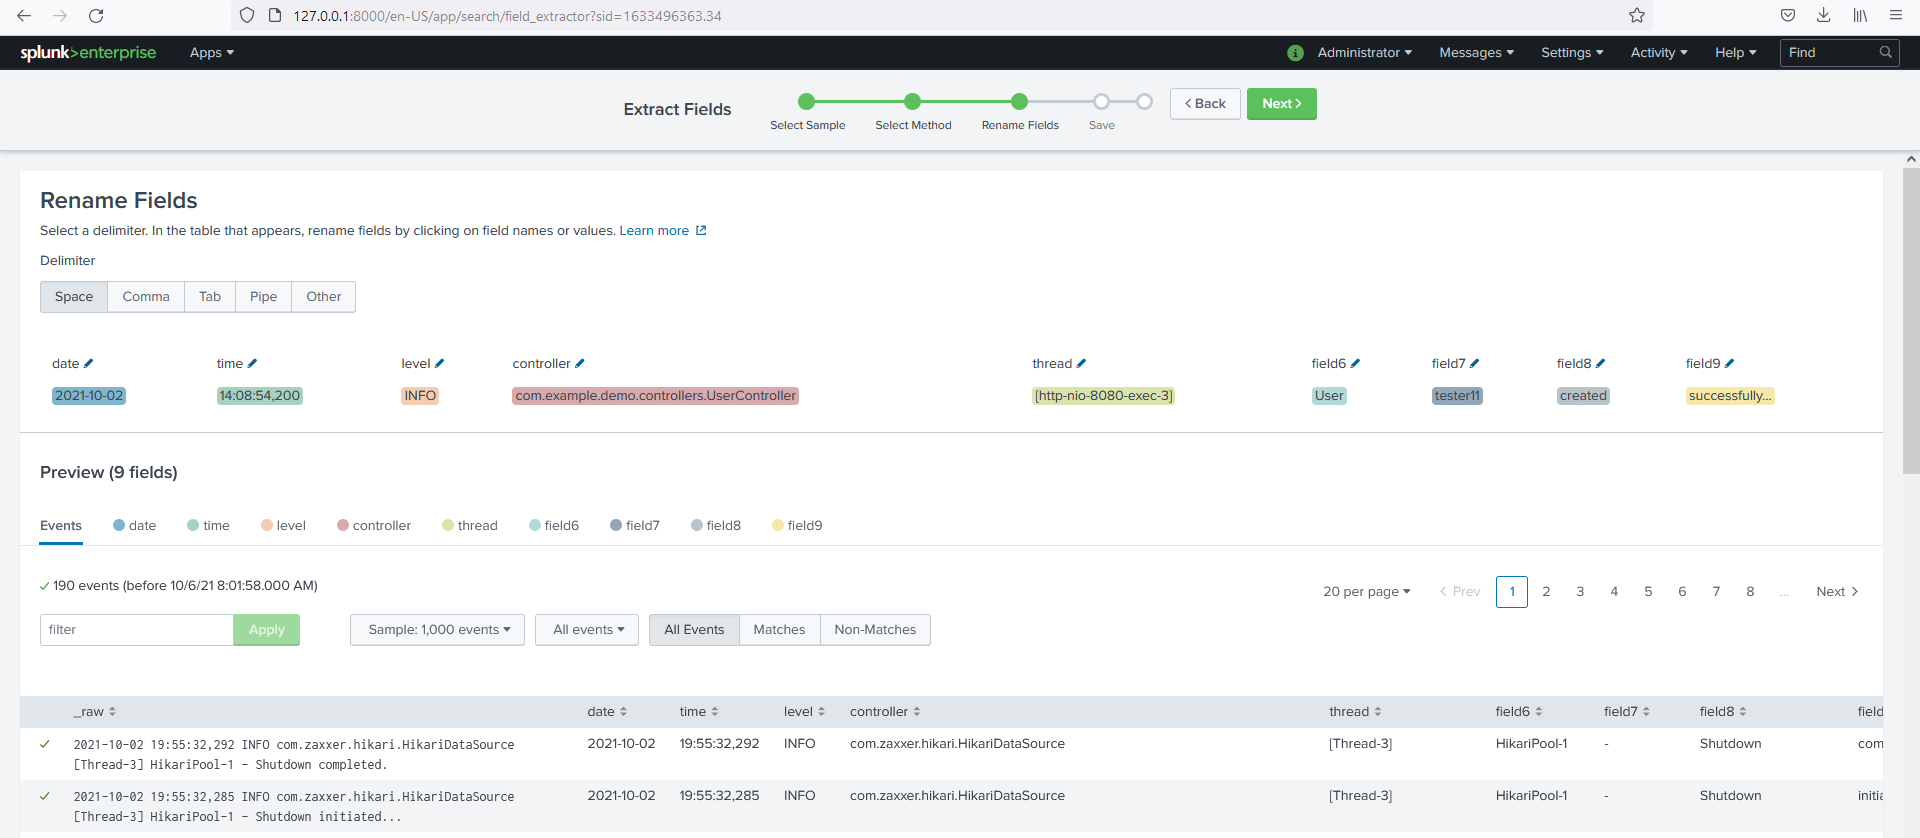 127.0.0.1:8000/en-US/app/search/field_extractor?sid=1633496363.34
splunk>enterprise Apps i Administrator Messages Settings Activity Help Find
Extract Fields Select Sample Select Method Rename Fields Save < Back Next >
Rename Fields
Select a delimiter. In the table that appears, rename fields by clicking on field names or values. Learn more
Delimiter
Space Comma Tab Pipe Other
date time level controller thread field6 field7 field8 field9
2021-10-02 14:08:54,200 INFO com.example.demo.controllers.UserController [http-nio-8080-exec-3] User tester11 created successfully...
Preview (9 fields)
Events date time level controller thread field6 field7 field8 field9
190 events (before 10/6/21 8:01:58.000 AM)
20 per page < Prev 1 2 3 4 5 6 7 8 ... Next >
filter Apply Sample: 1,000 events All events All Events Matches Non-Matches
_raw date time level controller thread field6 field7 field8 field
2021-10-02 19:55:32,292 INFO com.zaxxer.hikari.HikariDataSource 2021-10-02 19:55:32,292 INFO com.zaxxer.hikari.HikariDataSource [Thread-3] HikariPool-1 - Shutdown com
[Thread-3] HikariPool-1 - Shutdown completed.
2021-10-02 19:55:32,285 INFO com.zaxxer.hikari.HikariDataSource 2021-10-02 19:55:32,285 INFO com.zaxxer.hikari.HikariDataSource [Thread-3] HikariPool-1 - Shutdown initia
[Thread-3] HikariPool-1 - Shutdown initiated...